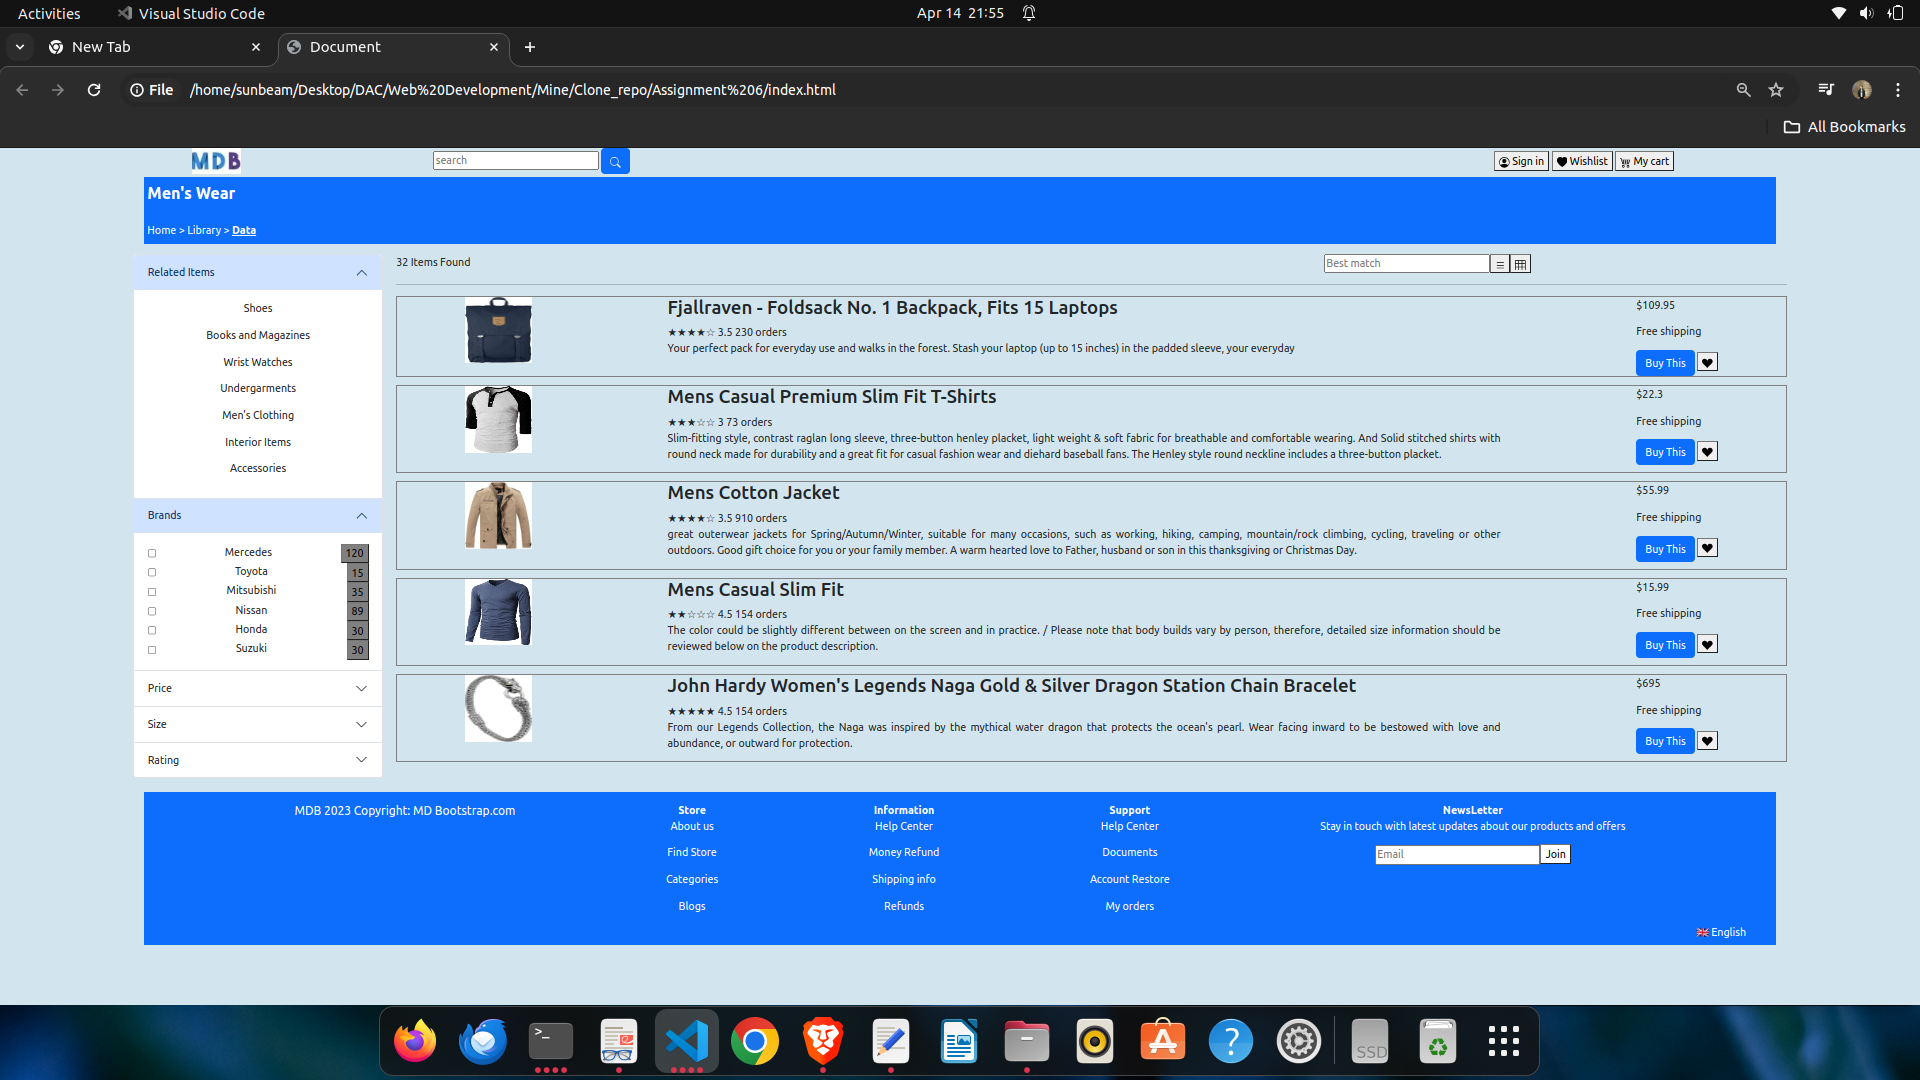 Activities Visual Studio Code Apr 14 21:55
New Tab Document
File /home/sunbeam/Desktop/DAC/Web%20Development/Mine/Clone_repo/Assignment%206/index.html
All Bookmarks
MDB search Sign in Wishlist My cart
Men's Wear
Home > Library > Data
Related Items
Shoes
Books and Magazines
Wrist Watches
Undergarments
Men's Clothing
Interior Items
Accessories
Brands
Mercedes 120
Toyota 15
Mitsubishi 35
Nissan 89
Honda 30
Suzuki 30
Price
Size
Rating
32 Items Found Best match
Fjallraven - Foldsack No. 1 Backpack, Fits 15 Laptops
★★★★☆ 3.5 230 orders
Your perfect pack for everyday use and walks in the forest. Stash your laptop (up to 15 inches) in the padded sleeve, your everyday
$109.95
Free shipping
Buy This
Mens Casual Premium Slim Fit T-Shirts
★★★☆☆ 3 73 orders
Slim-fitting style, contrast raglan long sleeve, three-button henley placket, light weight & soft fabric for breathable and comfortable wearing. And Solid stitched shirts with
round neck made for durability and a great fit for casual fashion wear and diehard baseball fans. The Henley style round neckline includes a three-button placket.
$22.3
Free shipping
Buy This
Mens Cotton Jacket
★★★★☆ 3.5 910 orders
great outerwear jackets for Spring/Autumn/Winter, suitable for many occasions, such as working, hiking, camping, mountain/rock climbing, cycling, traveling or other
outdoors. Good gift choice for you or your family member. A warm hearted love to Father, husband or son in this thanksgiving or Christmas Day.
$55.99
Free shipping
Buy This
Mens Casual Slim Fit
★★☆☆☆ 4.5 154 orders
The color could be slightly different between on the screen and in practice. / Please note that body builds vary by person, therefore, detailed size information should be
reviewed below on the product description.
$15.99
Free shipping
Buy This
John Hardy Women's Legends Naga Gold & Silver Dragon Station Chain Bracelet
★★★★★ 4.5 154 orders
From our Legends Collection, the Naga was inspired by the mythical water dragon that protects the ocean's pearl. Wear facing inward to be bestowed with love and
abundance, or outward for protection.
$695
Free shipping
Buy This
MDB 2023 Copyright: MD Bootstrap.com
Store
About us
Find Store
Categories
Blogs
Information
Help Center
Money Refund
Shipping info
Refunds
Support
Help Center
Documents
Account Restore
My orders
NewsLetter
Stay in touch with latest updates about our products and offers
Email Join
English
SSD